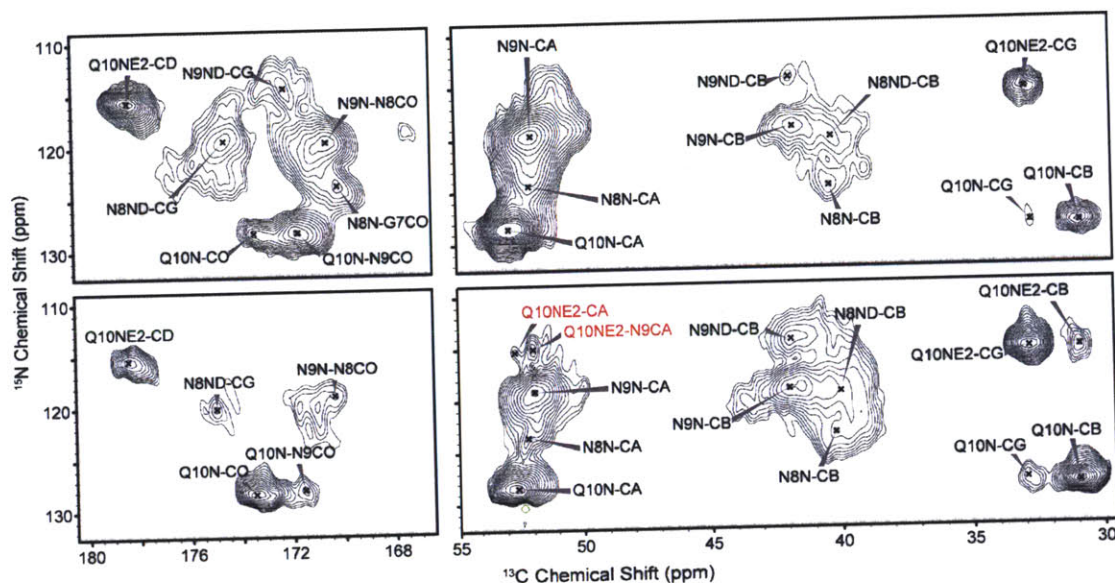 110
120
130
Q10NE2-CD
N9ND-CG
N9N-N8CO
N8ND-CG
N8N-G7CO
Q10N-CO
Q10N-N9CO
N9N-CA
N9ND-CB
N8ND-CB
Q10NE2-CG
N9N-CB
Q10N-CG
Q10N-CB
N8N-CA
N8N-CB
Q10N-CA
110
120
130
Q10NE2-CD
N8ND-CG
N9N-N8CO
Q10N-N9CO
Q10N-CO
Q10NE2-CA
Q10NE2-N9CA
N9ND-CB
N8ND-CB
Q10NE2-CB
Q10NE2-CG
N9N-CA
N9N-CB
N8N-CA
N8N-CB
Q10N-CG
Q10N-CB
Q10N-CA
180 176 172 168 55 50 45 40 35 30
¹⁵N Chemical Shift (ppm)
¹⁵N Chemical Shift (ppm)
¹³C Chemical Shift (ppm)